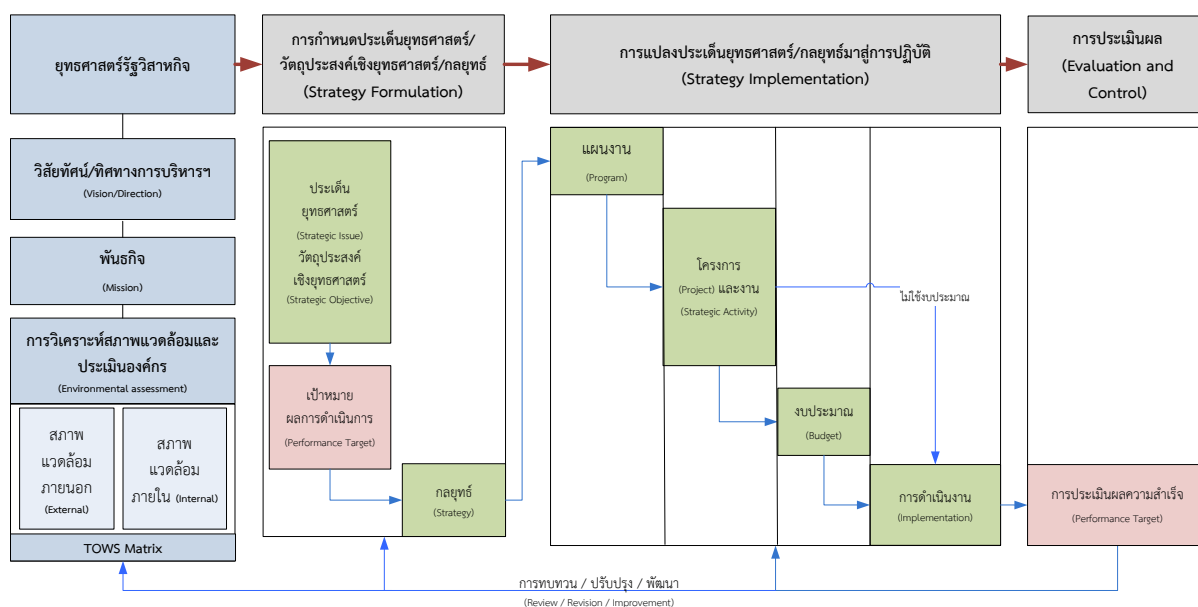 ยุทธศาสตร์รัฐวิสาหกิจ
การกำหนดประเด็นยุทธศาสตร์/
วัตถุประสงค์เชิงยุทธศาสตร์/กลยุทธ์
(Strategy Formulation)
การแปลงประเด็นยุทธศาสตร์/กลยุทธ์มาสู่การปฏิบัติ
(Strategy Implementation)
การประเมินผล
(Evaluation and
Control)
วิสัยทัศน์/ทิศทางการบริหารฯ
(Vision/Direction)
พันธกิจ
(Mission)
การวิเคราะห์สภาพแวดล้อมและ
ประเมินองค์กร
(Environmental assessment)
สภาพ
แวดล้อม
ภายนอก
(External)
สภาพ
แวดล้อม
ภายใน (Internal)
TOWS Matrix
ประเด็น
ยุทธศาสตร์
(Strategic Issue)
วัตถุประสงค์
เชิงยุทธศาสตร์
(Strategic Objective)
เป้าหมาย
ผลการดำเนินการ
(Performance Target)
กลยุทธ์
(Strategy)
แผนงาน
(Program)
โครงการ
(Project) และงาน
(Strategic Activity)
ไม่ใช้งบประมาณ
งบประมาณ
(Budget)
การดำเนินงาน
(Implementation)
การประเมินผลความสำเร็จ
(Performance Target)
การทบทวน / ปรับปรุง / พัฒนา
(Review / Revision / Improvement)